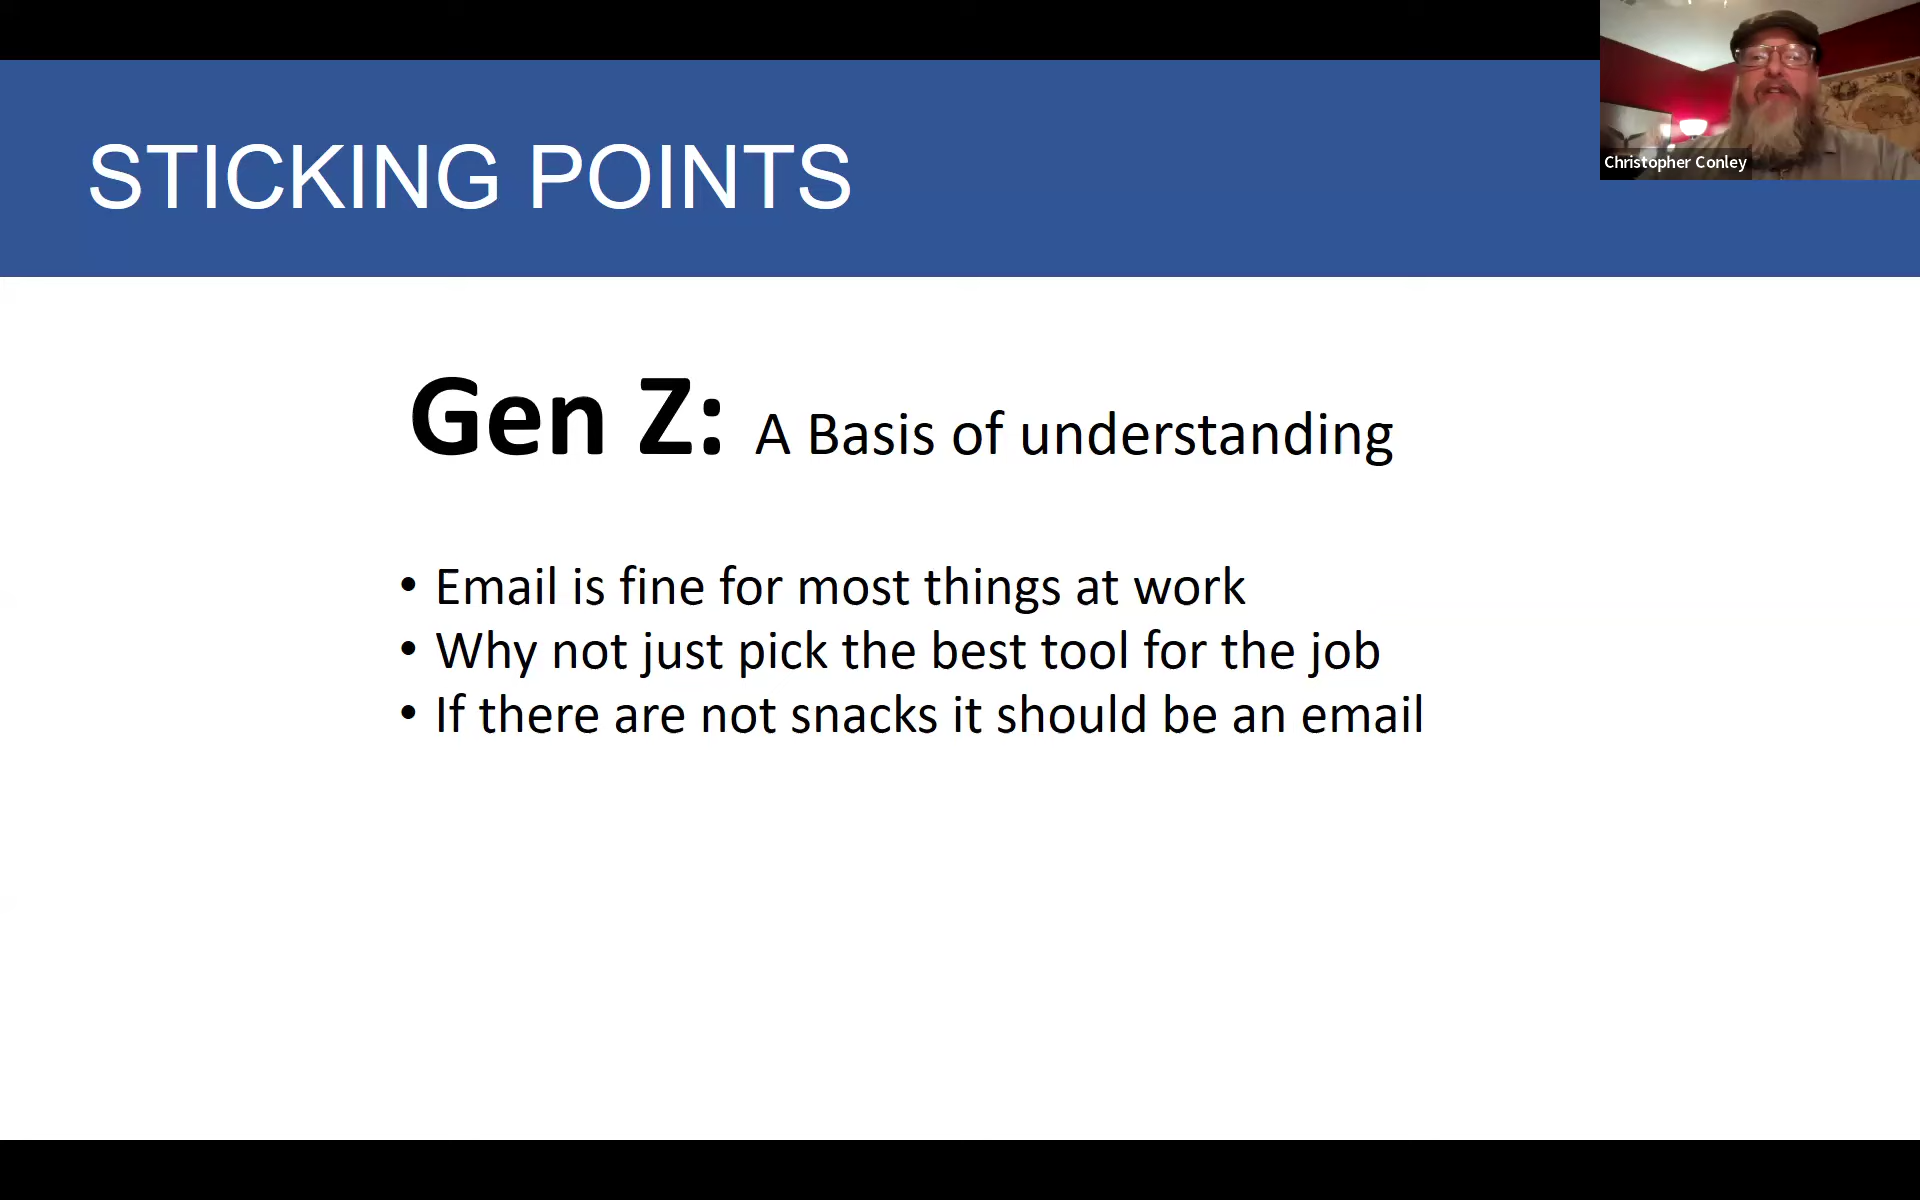 STICKING POINTS
Christopher Conley
Gen Z: A Basis of understanding
• Email is fine for most things at work
• Why not just pick the best tool for the job
• If there are not snacks it should be an email